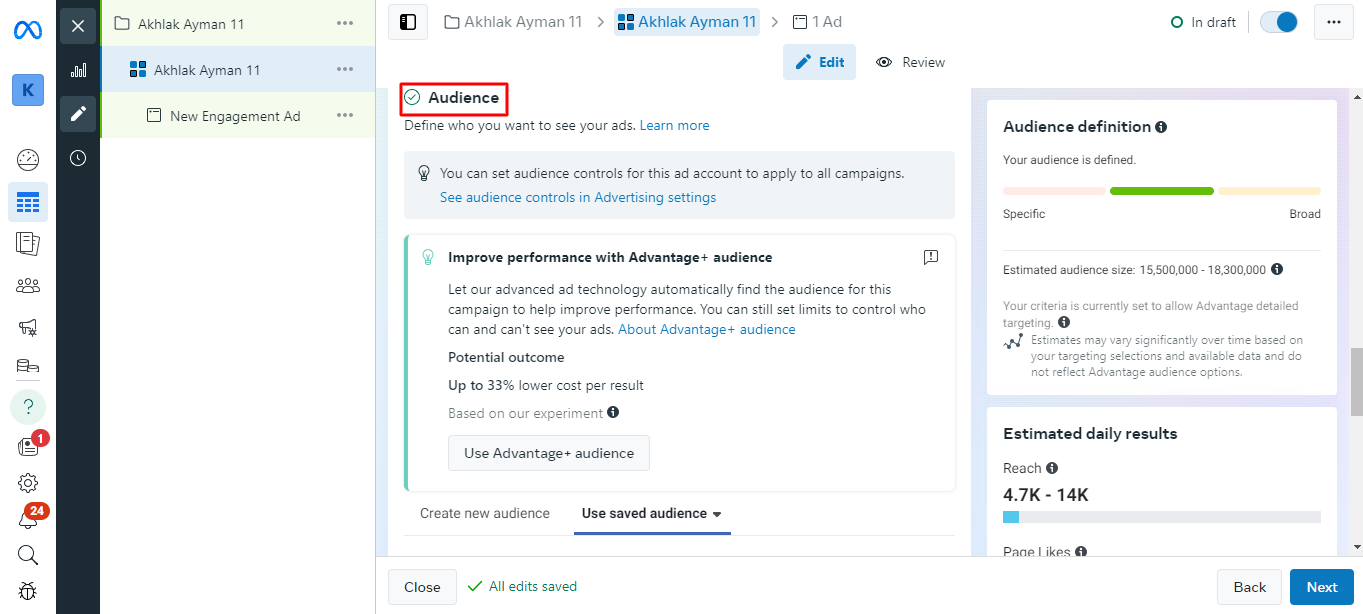 Akhlak Ayman 11
Akhlak Ayman 11
Akhlak Ayman 11
1 Ad
In draft
K
Akhlak Ayman 11
New Engagement Ad
Edit
Review
Audience
Define who you want to see your ads. Learn more
You can set audience controls for this ad account to apply to all campaigns.
See audience controls in Advertising settings
Improve performance with Advantage+ audience
Let our advanced ad technology automatically find the audience for this
campaign to help improve performance. You can still set limits to control who
can and can't see your ads. About Advantage+ audience
Potential outcome
Up to 33% lower cost per result
Based on our experiment
Use Advantage+ audience
Create new audience
Use saved audience
Audience definition
Your audience is defined.
Specific
Broad
Estimated audience size: 15,500,000 - 18,300,000
Your criteria is currently set to allow Advantage detailed
targeting.
Estimates may vary significantly over time based on
your targeting selections and available data and do
not reflect Advantage audience options.
Estimated daily results
Reach
4.7K - 14K
Page Likes
?
1
24
Close
All edits saved
Back
Next